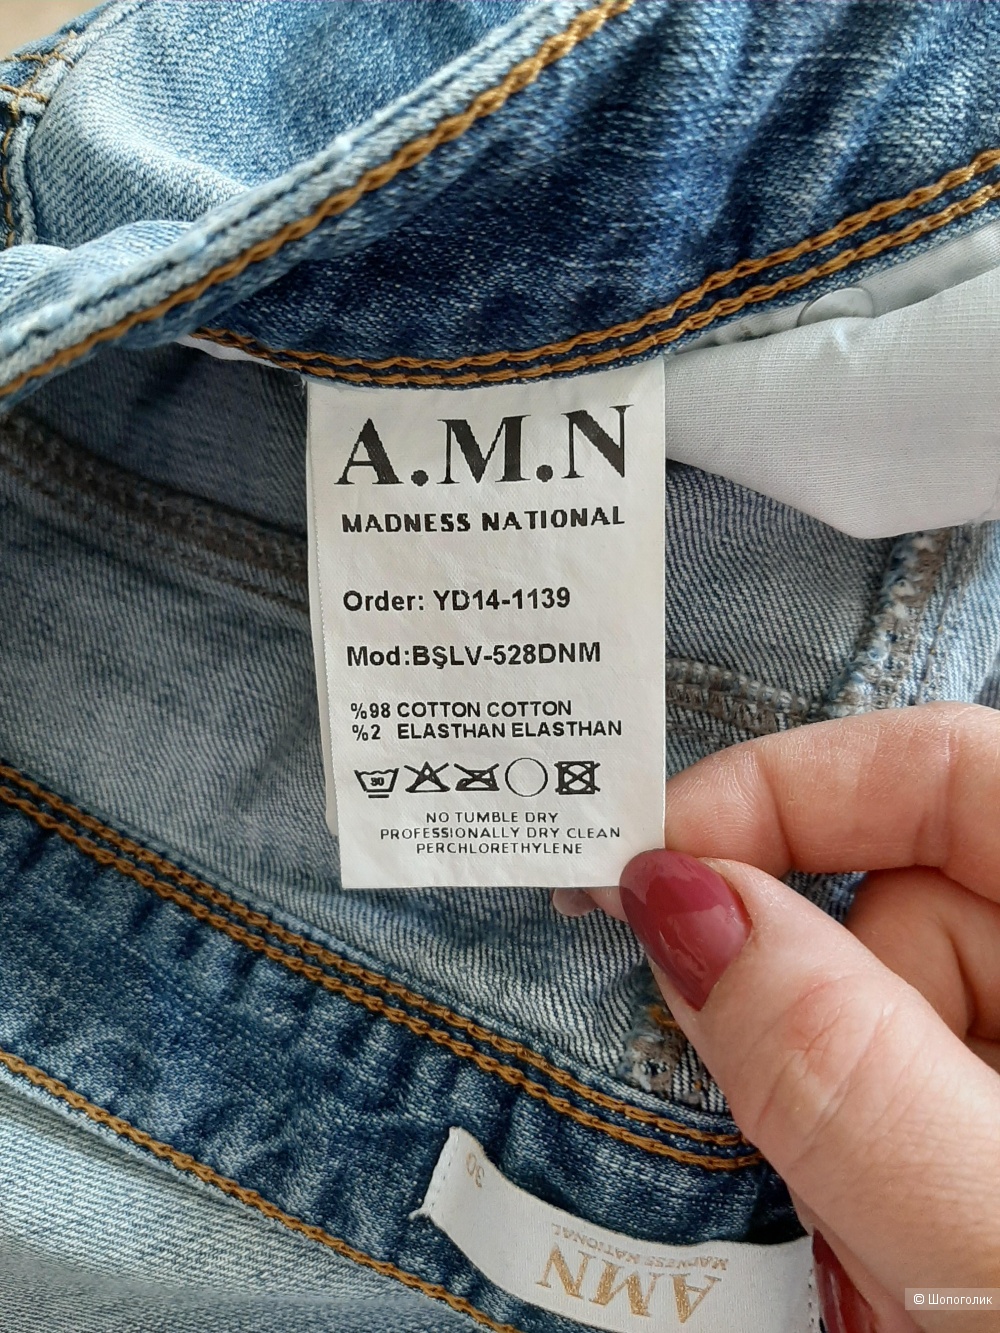 A.M.N
MADNESS NATIONAL
Order: YD14-1139
Mod:BŞLV-528DNM
%98 COTTON COTTON
%2 ELASTHAN ELASTHAN
30
NO TUMBLE DRY
PROFESSIONALLY DRY CLEAN
PERCHLORETHYLENE
30
AMN
MADNESS NATIONAL
© Шопоголик